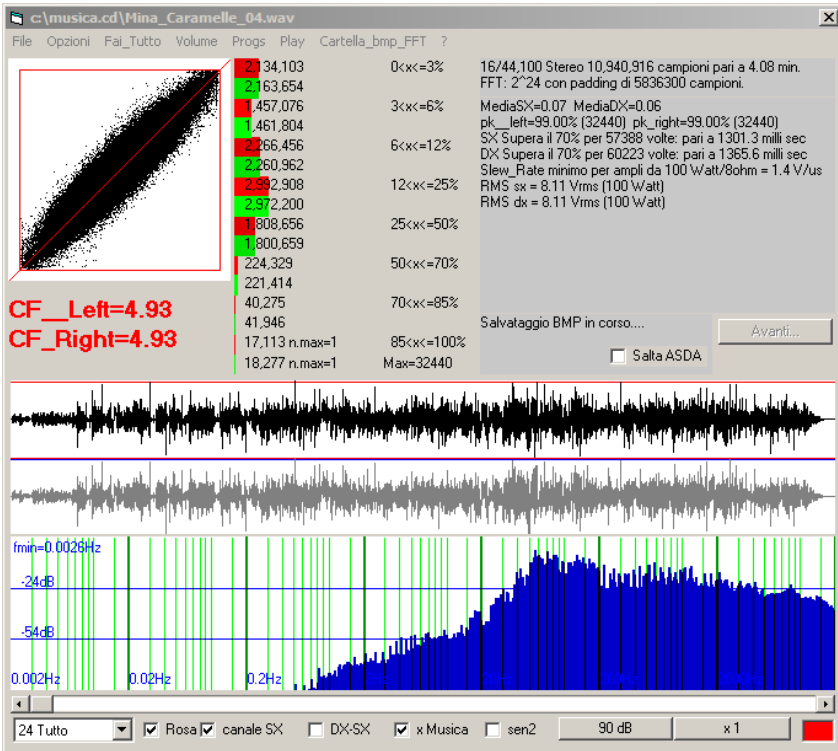 c:\musica.cd\Mina_Caramelle_04.wav
File Opzioni Fai_Tutto Volume Progs Play Cartella_bmp_FFT ?
2,134,103 0<x<=3%
2,163,654
1,457,076 3<x<=6%
1,461,804
2,266,456 6<x<=12%
2,260,962
2,992,908 12<x<=25%
2,972,200
1,808,656 25<x<=50%
1,800,659
224,329 50<x<=70%
221,414
40,275 70<x<=85%
41,946
17,113 n.max=1 85<x<=100%
18,277 n.max=1 Max=32440
16/44,100 Stereo 10,940,916 campioni pari a 4.08 min.
FFT: 2^24 con padding di 5836300 campioni.
MediaSX=0.07 MediaDX=0.06
pk__left=99.00% (32440) pk_right=99.00% (32440)
SX Supera il 70% per 57388 volte: pari a 1301.3 milli sec
DX Supera il 70% per 60223 volte: pari a 1365.6 milli sec
Slew_Rate minimo per ampli da 100 Watt/8ohm = 1.4 V/us
RMS sx = 8.11 Vrms (100 Watt)
RMS dx = 8.11 Vrms (100 Watt)
CF__Left=4.93
CF_Right=4.93
Salvataggio BMP in corso....
Avanti...
Salta ASDA
fmin=0.0026Hz
-24dB
-54dB
0.002Hz 0.02Hz 0.2Hz
24 Tutto Rosa canale SX DX-SX x Musica sen2 90 dB x 1